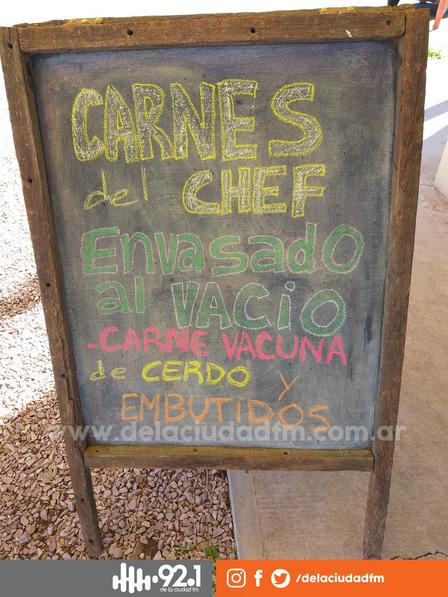 CARNES
del CHEF
Envasado
al VACIO
-CARNE VACUNA
de CERDO Y
EMBUTIDOS
www.delaciudadfm.com.ar
92.1
de la ciudad fm
/delaciudadfm